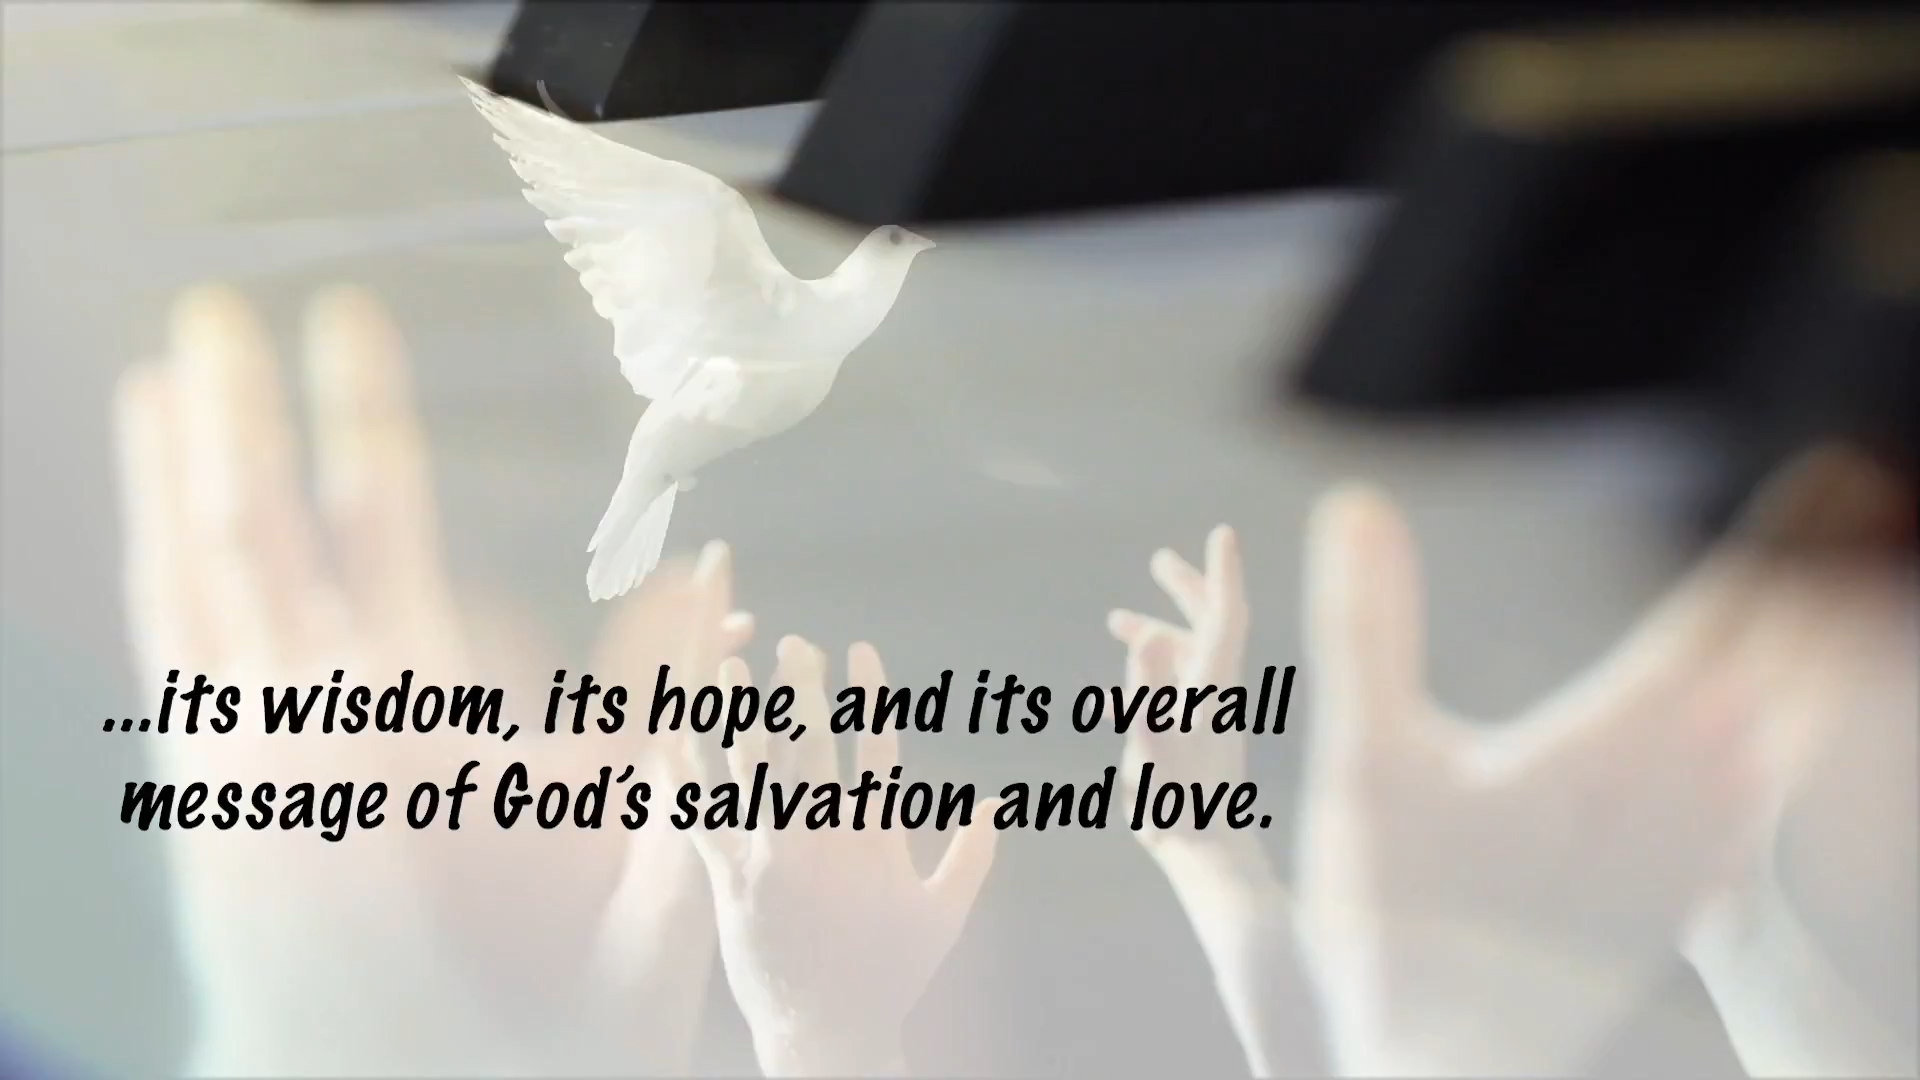 ...its wisdom, its hope, and its overall
message of God's salvation and love.